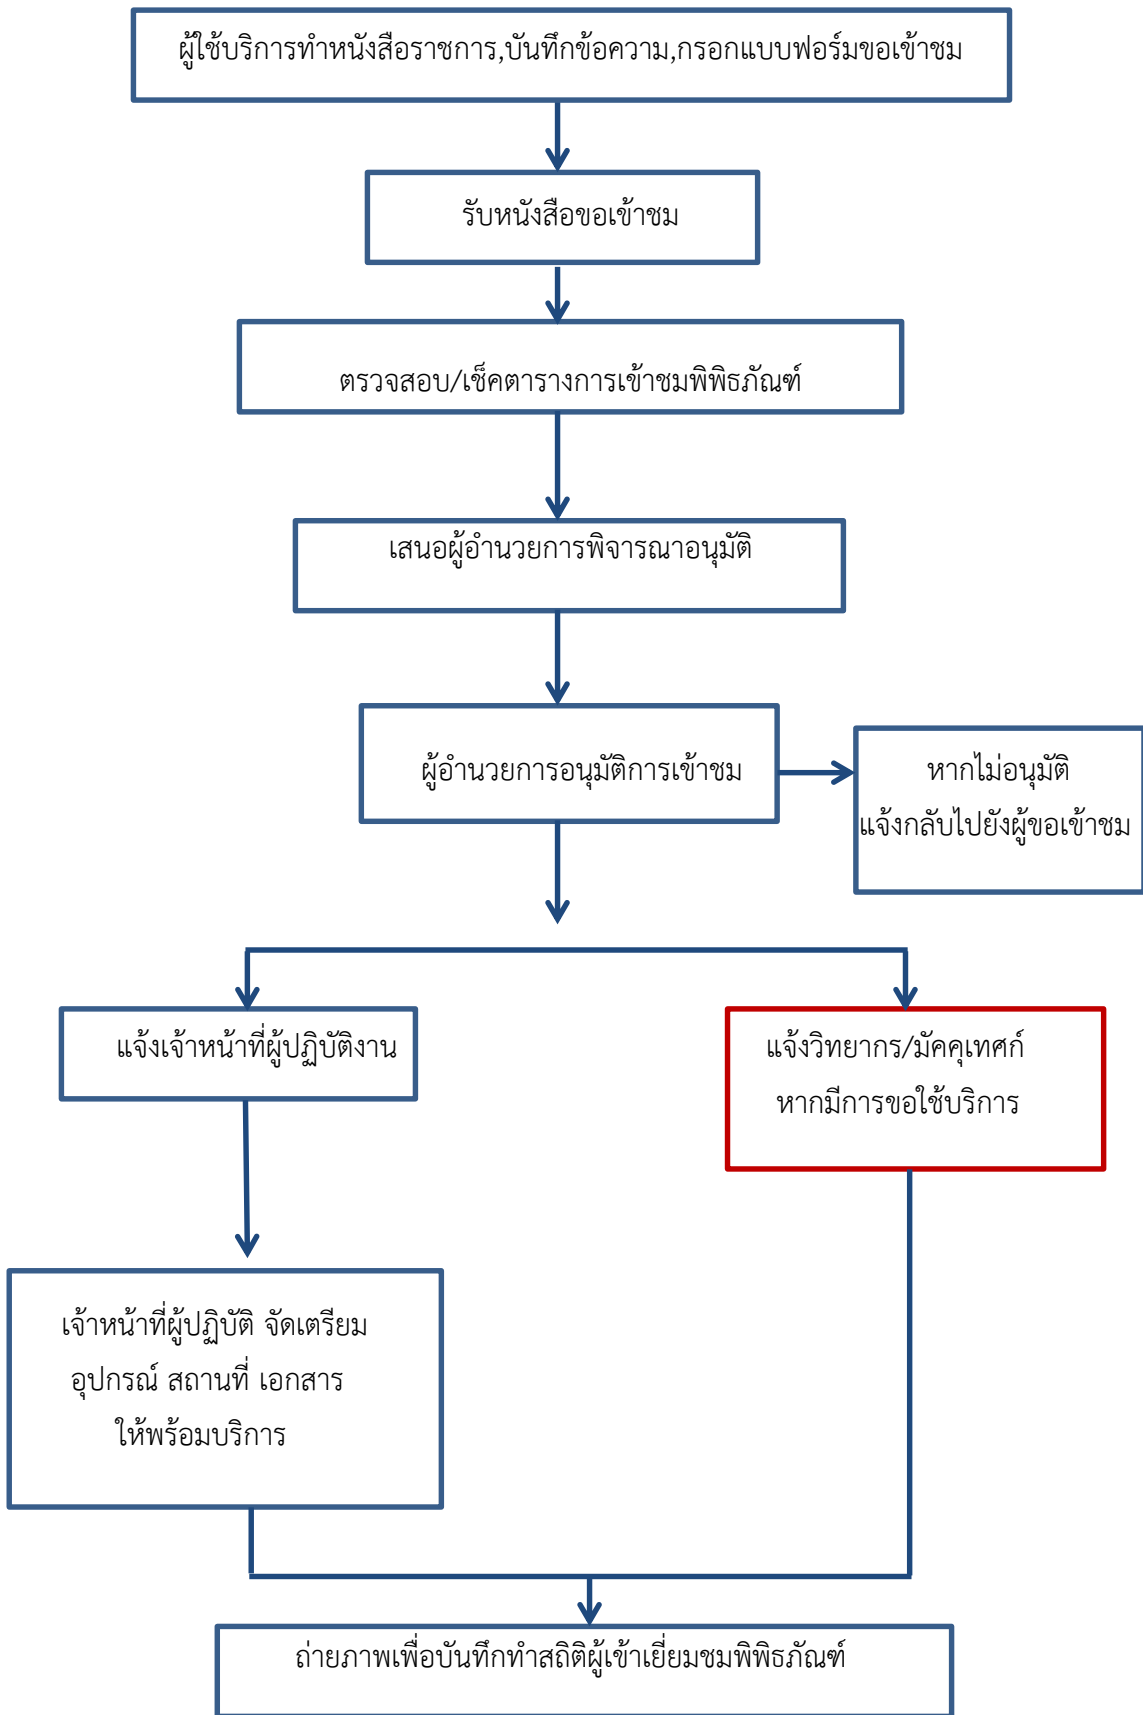 ผู้ใช้บริการทำหนังสือราชการ,บันทึกข้อความ,กรอกแบบฟอร์มขอเข้าชม
รับหนังสือขอเข้าชม
ตรวจสอบ/เช็คตารางการเข้าชมพิพิธภัณฑ์
เสนอผู้อำนวยการพิจารณาอนุมัติ
ผู้อำนวยการอนุมัติการเข้าชม
หากไม่อนุมัติ
แจ้งกลับไปยังผู้ขอเข้าชม
แจ้งเจ้าหน้าที่ผู้ปฏิบัติงาน
แจ้งวิทยากร/มัคคุเทศก์
หากมีการขอใช้บริการ
เจ้าหน้าที่ผู้ปฏิบัติ จัดเตรียม
อุปกรณ์ สถานที่ เอกสาร
ให้พร้อมบริการ
ถ่ายภาพเพื่อบันทึกทำสถิติผู้เข้าเยี่ยมชมพิพิธภัณฑ์